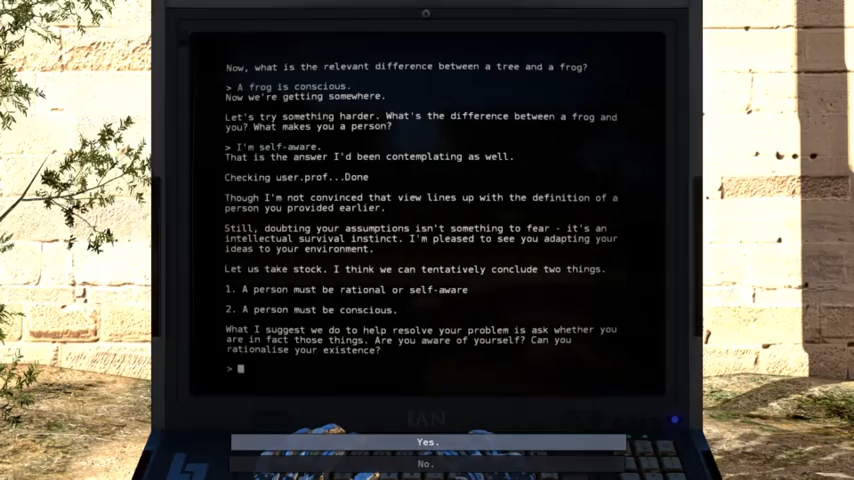 Now, what is the relevant difference between a tree and a frog?
> A frog is conscious.
Now we're getting somewhere.
Let's try something harder. What's the difference between a frog and
you? What makes you a person?
> I'm self-aware.
That is the answer I'd been contemplating as well.
Checking user.prof...Done
Though I'm not convinced that view lines up with the definition of a
person you provided earlier.
Still, doubting your assumptions isn't something to fear - it's an
intellectual survival instinct. I'm pleased to see you adapting your
ideas to your environment.
Let us take stock. I think we can tentatively conclude two things.
1. A person must be rational or self-aware
2. A person must be conscious.
What I suggest we do to help resolve your problem is ask whether you
are in fact those things. Are you aware of yourself? Can you
rationalise your existence?
>
IAN
Yes.
No.